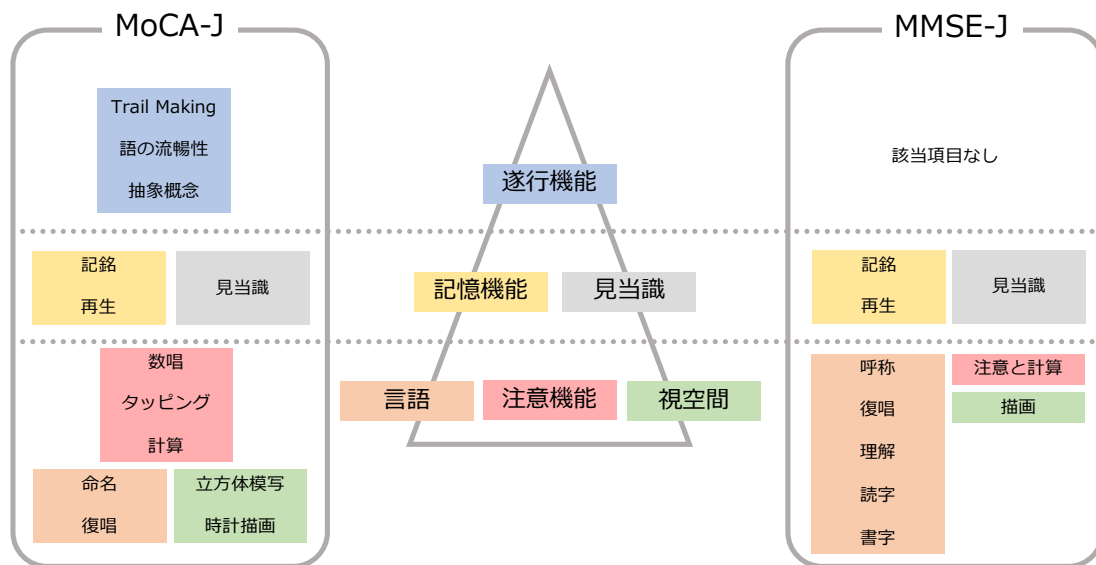 MoCA-J
Trail Making
語の流暢性
抽象概念
記銘
再生
見当識
数唱
タッピング
計算
命名
復唱
立方体模写
時計描画
遂行機能
記憶機能
見当識
言語
注意機能
視空間
MMSE-J
該当項目なし
記銘
再生
見当識
呼称
復唱
理解
読字
書字
注意と計算
描画